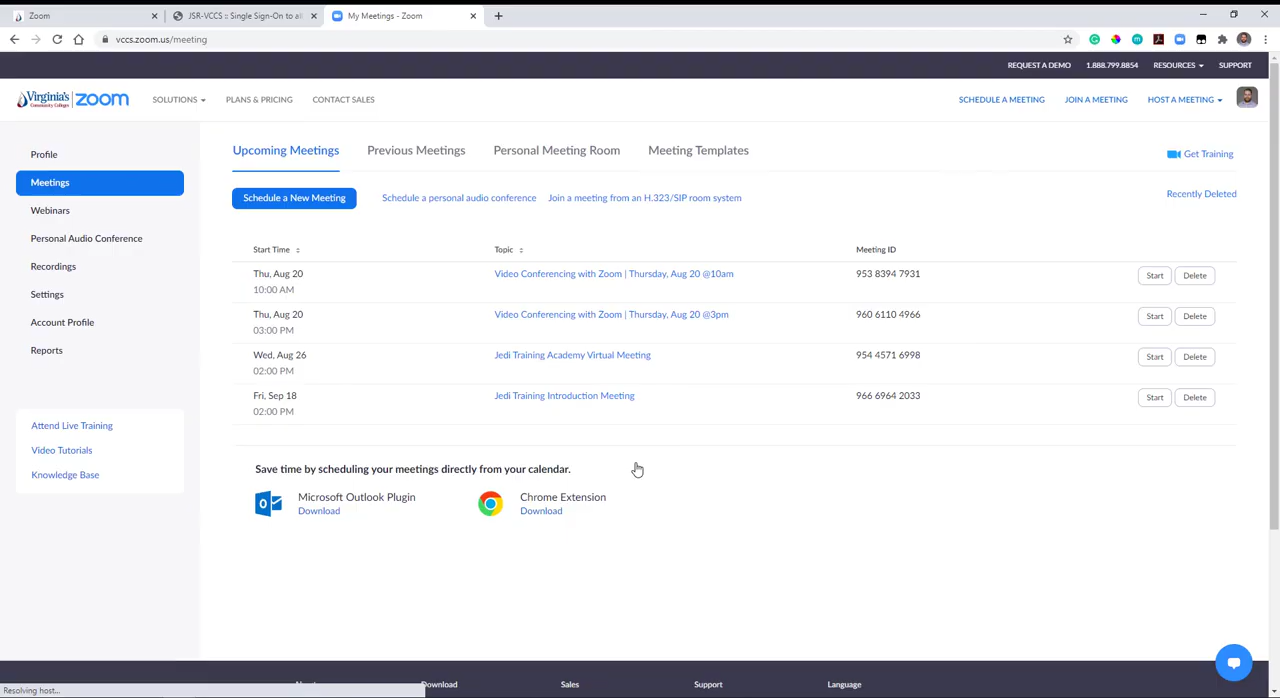 Zoom
JSR-VCCS :: Single Sign-On to all
My Meetings - Zoom
vccs.zoom.us/meeting
REQUEST A DEMO 1.888.799.8854 RESOURCES SUPPORT
Virginia's Community Colleges zoom SOLUTIONS PLANS & PRICING CONTACT SALES SCHEDULE A MEETING JOIN A MEETING HOST A MEETING
Profile
Meetings
Webinars
Personal Audio Conference
Recordings
Settings
Account Profile
Reports
Attend Live Training
Video Tutorials
Knowledge Base
Upcoming Meetings Previous Meetings Personal Meeting Room Meeting Templates
Get Training
Schedule a New Meeting Schedule a personal audio conference Join a meeting from an H.323/SIP room system
Recently Deleted
Start Time Topic Meeting ID
Thu, Aug 20 Video Conferencing with Zoom | Thursday, Aug 20 @10am 953 8394 7931 Start Delete
10:00 AM
Thu, Aug 20 Video Conferencing with Zoom | Thursday, Aug 20 @3pm 960 6110 4966 Start Delete
03:00 PM
Wed, Aug 26 Jedi Training Academy Virtual Meeting 954 4571 6998 Start Delete
02:00 PM
Fri, Sep 18 Jedi Training Introduction Meeting 966 6964 2033 Start Delete
02:00 PM
Save time by scheduling your meetings directly from your calendar.
Microsoft Outlook Plugin
Download
Chrome Extension
Download
Download Sales Support Language
Resolving host...